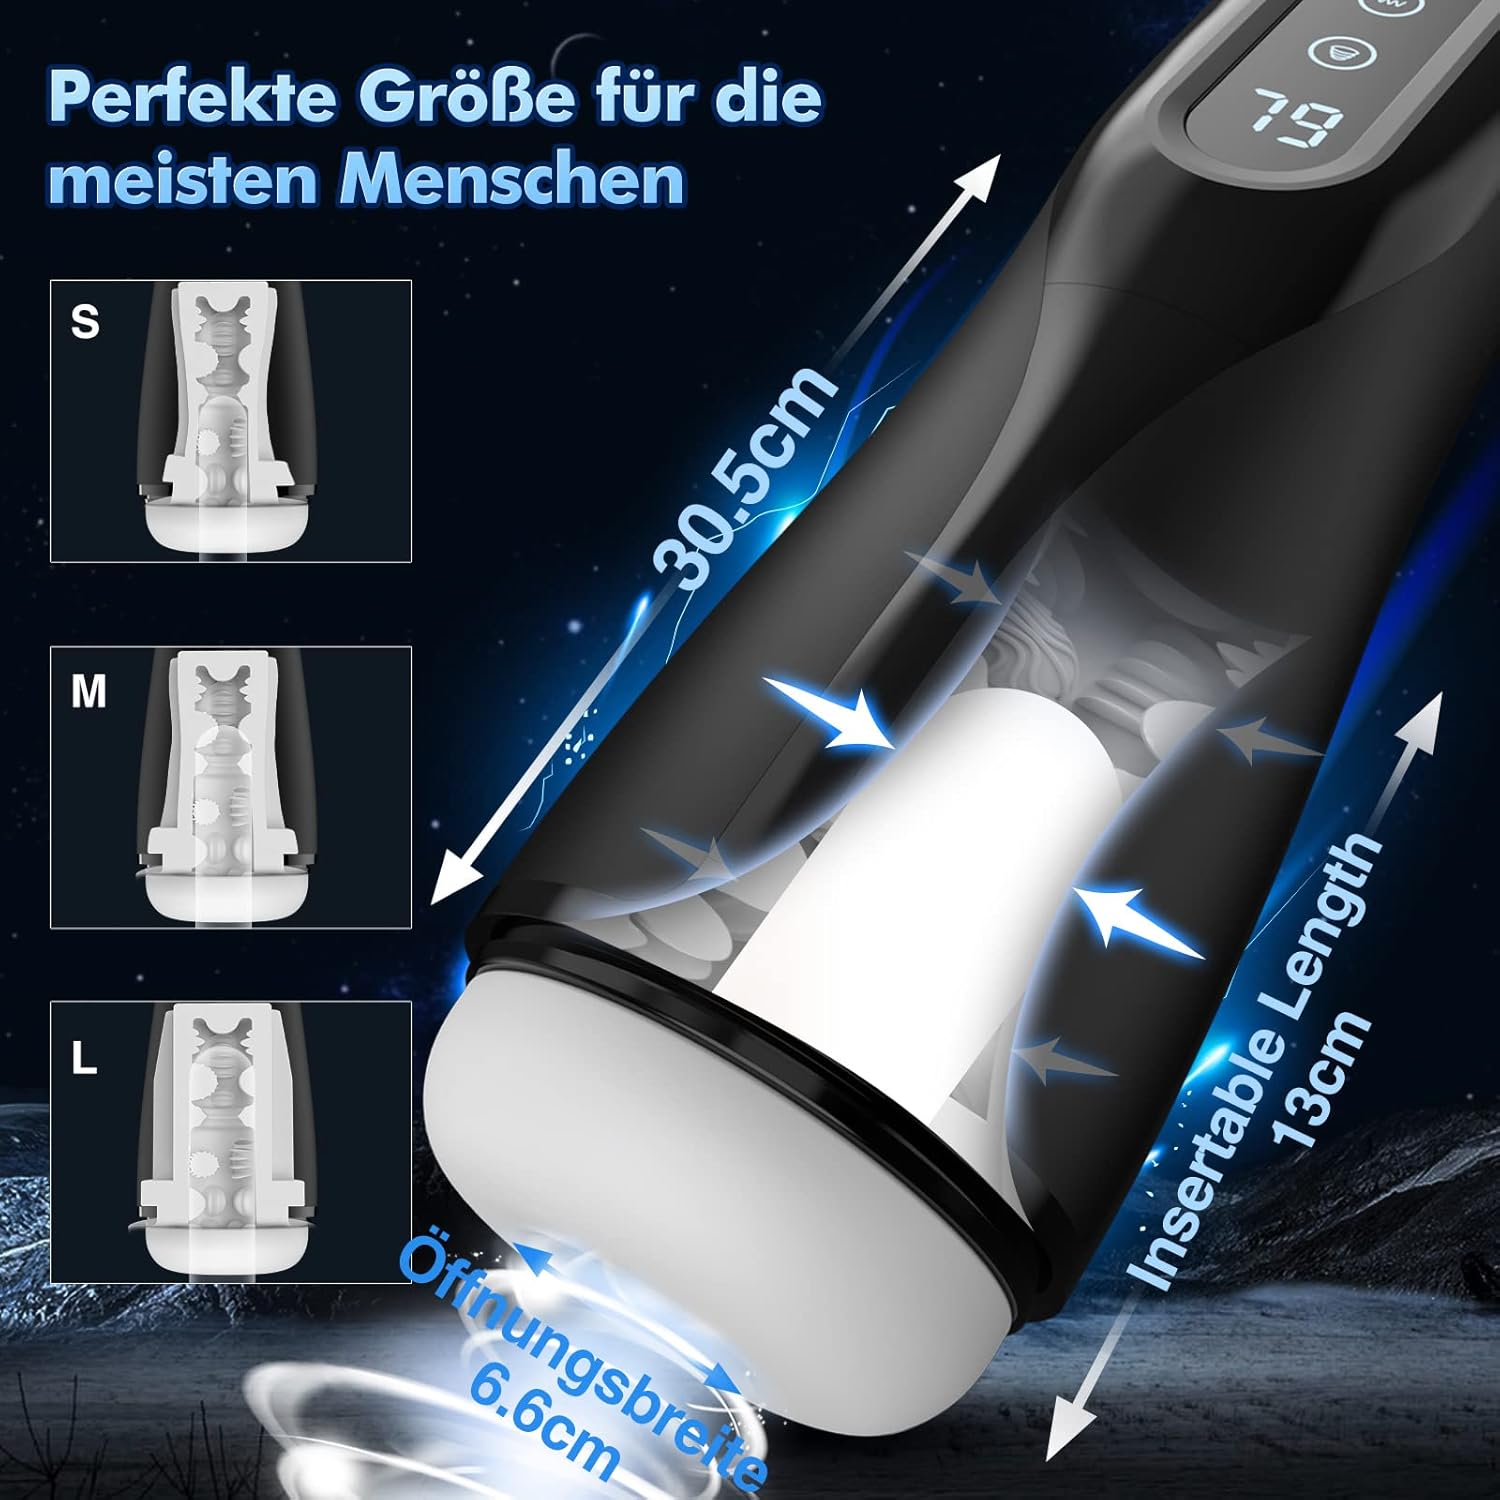 Perfekte Größe für die
meisten Menschen
79
S
30.5cm
M
Insertable Length
13cm
L
Öffnungsbreite
6.6cm